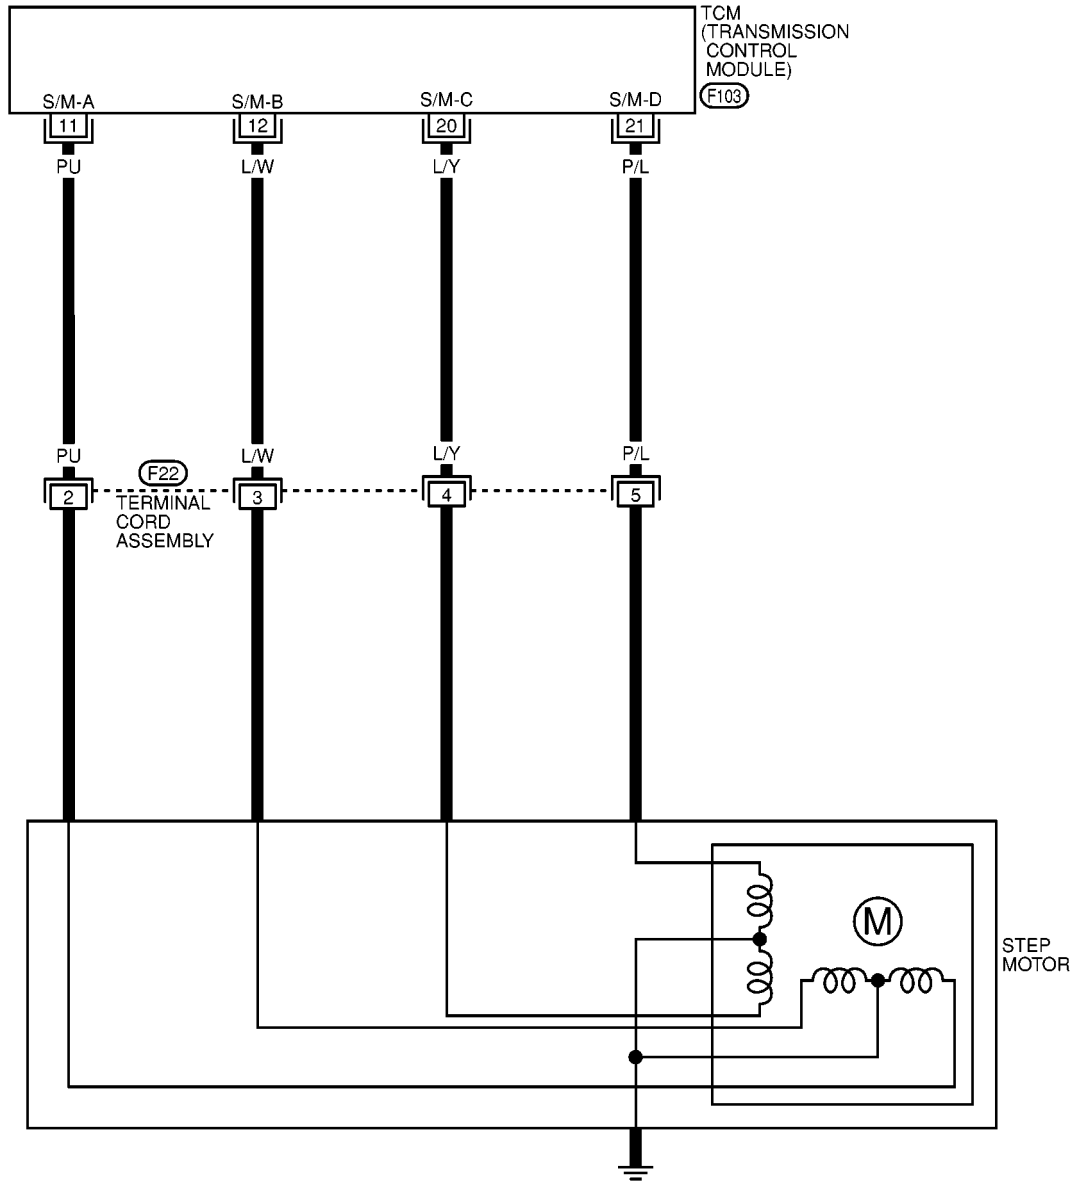 TCM
(TRANSMISSION
CONTROL
MODULE)
F103
S/M-A
S/M-B
S/M-C
S/M-D
11
12
20
21
PU
L/W
L/Y
P/L
PU
L/W
L/Y
P/L
F22
2
3
4
5
TERMINAL
CORD
ASSEMBLY
M
STEP
MOTOR